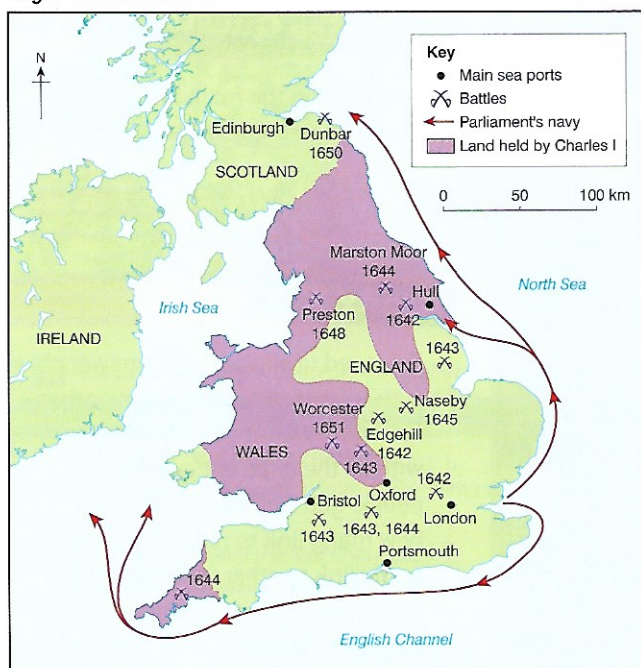 N
Key
Main sea ports
Battles
Parliament's navy
Land held by Charles I
0 50 100 km
Edinburgh
Dunbar
1650
SCOTLAND
Marston Moor
1644
Hull
North Sea
Irish Sea
Preston
1648
1642
IRELAND
ENGLAND
1643
Naseby
1645
Worcester
1651
Edgehill
1642
WALES
1643
1642
Oxford
Bristol
London
1643
1643, 1644
Portsmouth
1644
English Channel